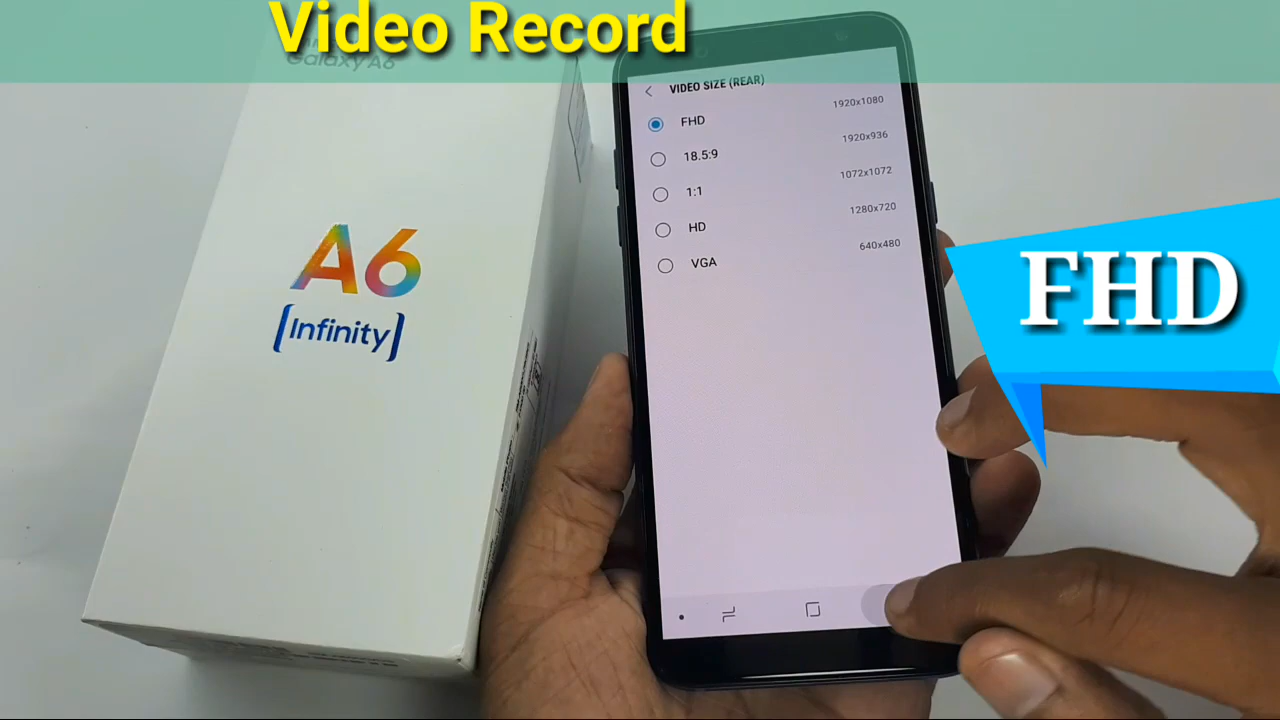 Video Record
Galaxy A6
A6
[Infinity]
VIDEO SIZE (REAR)
FHD 1920x1080
18.5:9 1920x936
1:1 1072x1072
HD 1280x720
VGA 640x480
FHD